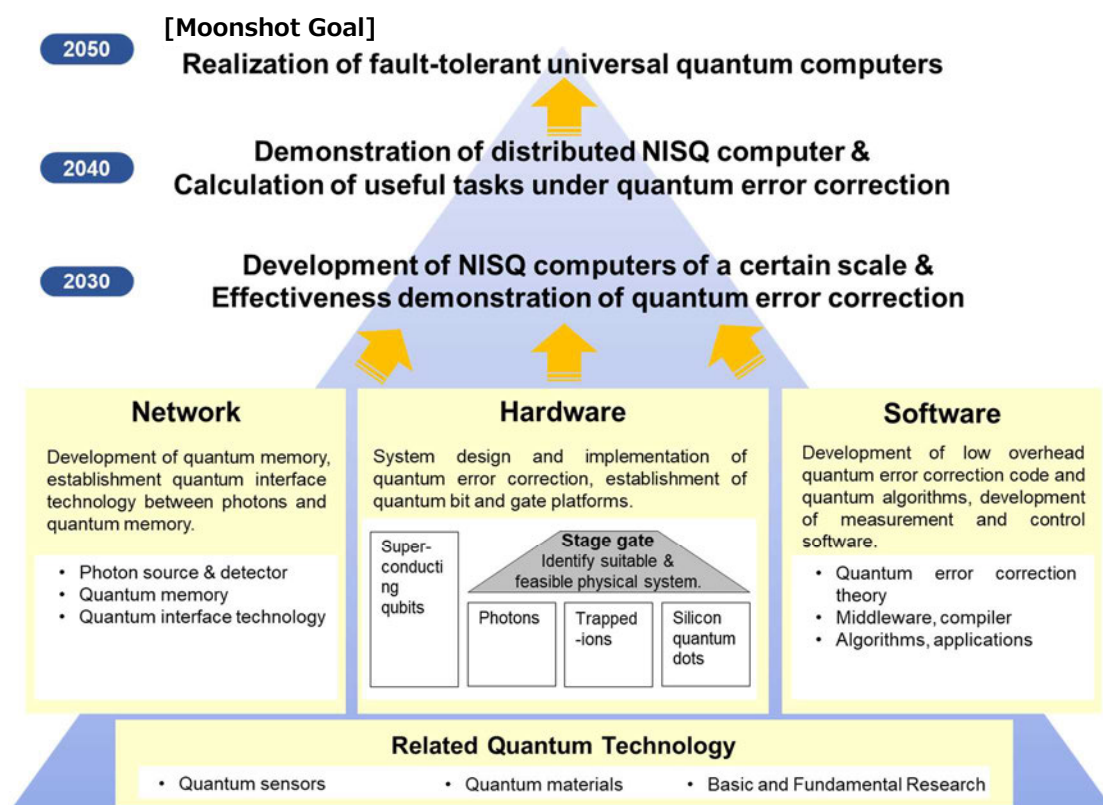 [Moonshot Goal]
2050
Realization of fault-tolerant universal quantum computers
2040
Demonstration of distributed NISQ computer &
Calculation of useful tasks under quantum error correction
2030
Development of NISQ computers of a certain scale &
Effectiveness demonstration of quantum error correction
Network
Development of quantum memory,
establishment quantum interface
technology between photons and
quantum memory.
• Photon source & detector
• Quantum memory
• Quantum interface technology
Hardware
System design and implementation of
quantum error correction, establishment of
quantum bit and gate platforms.
Super-
conducti
ng
qubits
Stage gate
Identify suitable &
feasible physical system.
Photons
Trapped
-ions
Silicon
quantum
dots
Software
Development of low overhead
quantum error correction code and
quantum algorithms, development
of measurement and control
software.
• Quantum error correction
theory
• Middleware, compiler
• Algorithms, applications
Related Quantum Technology
• Quantum sensors
• Quantum materials
• Basic and Fundamental Research